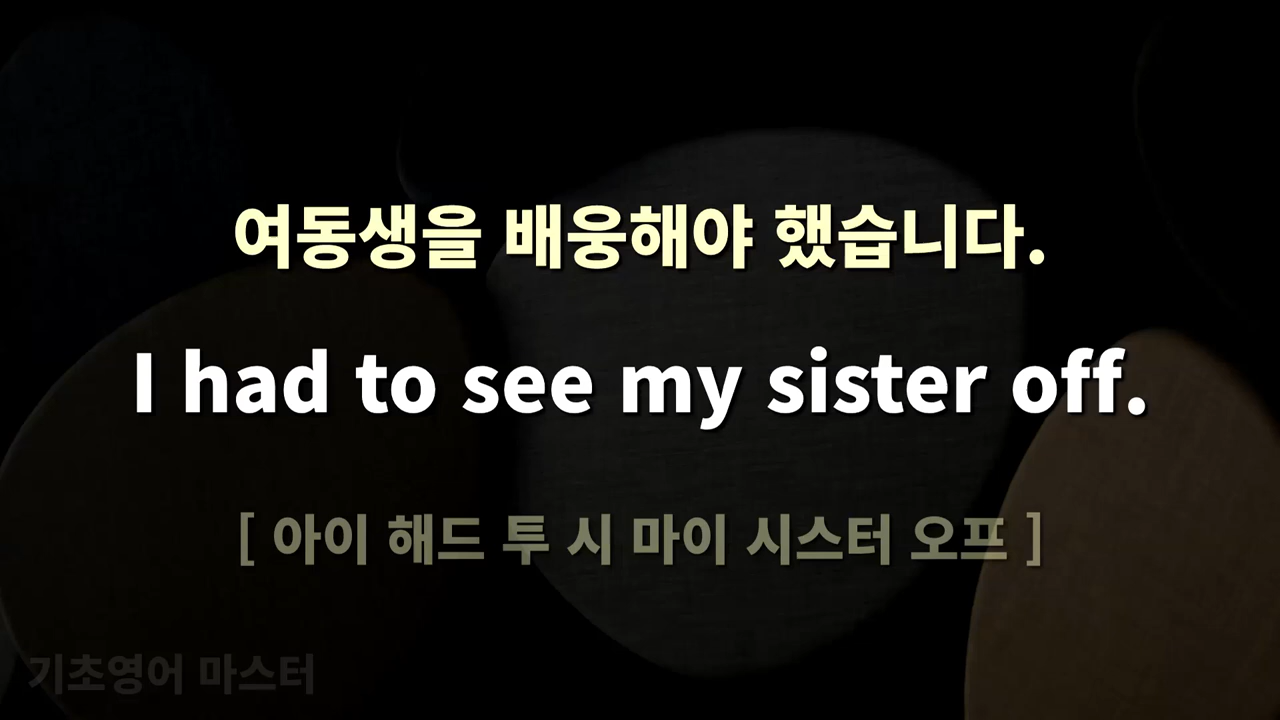 여동생을 배웅해야 했습니다.
I had to see my sister off.
[ 아이 해드 투 시 마이 시스터 오프 ]
기초영어 마스터